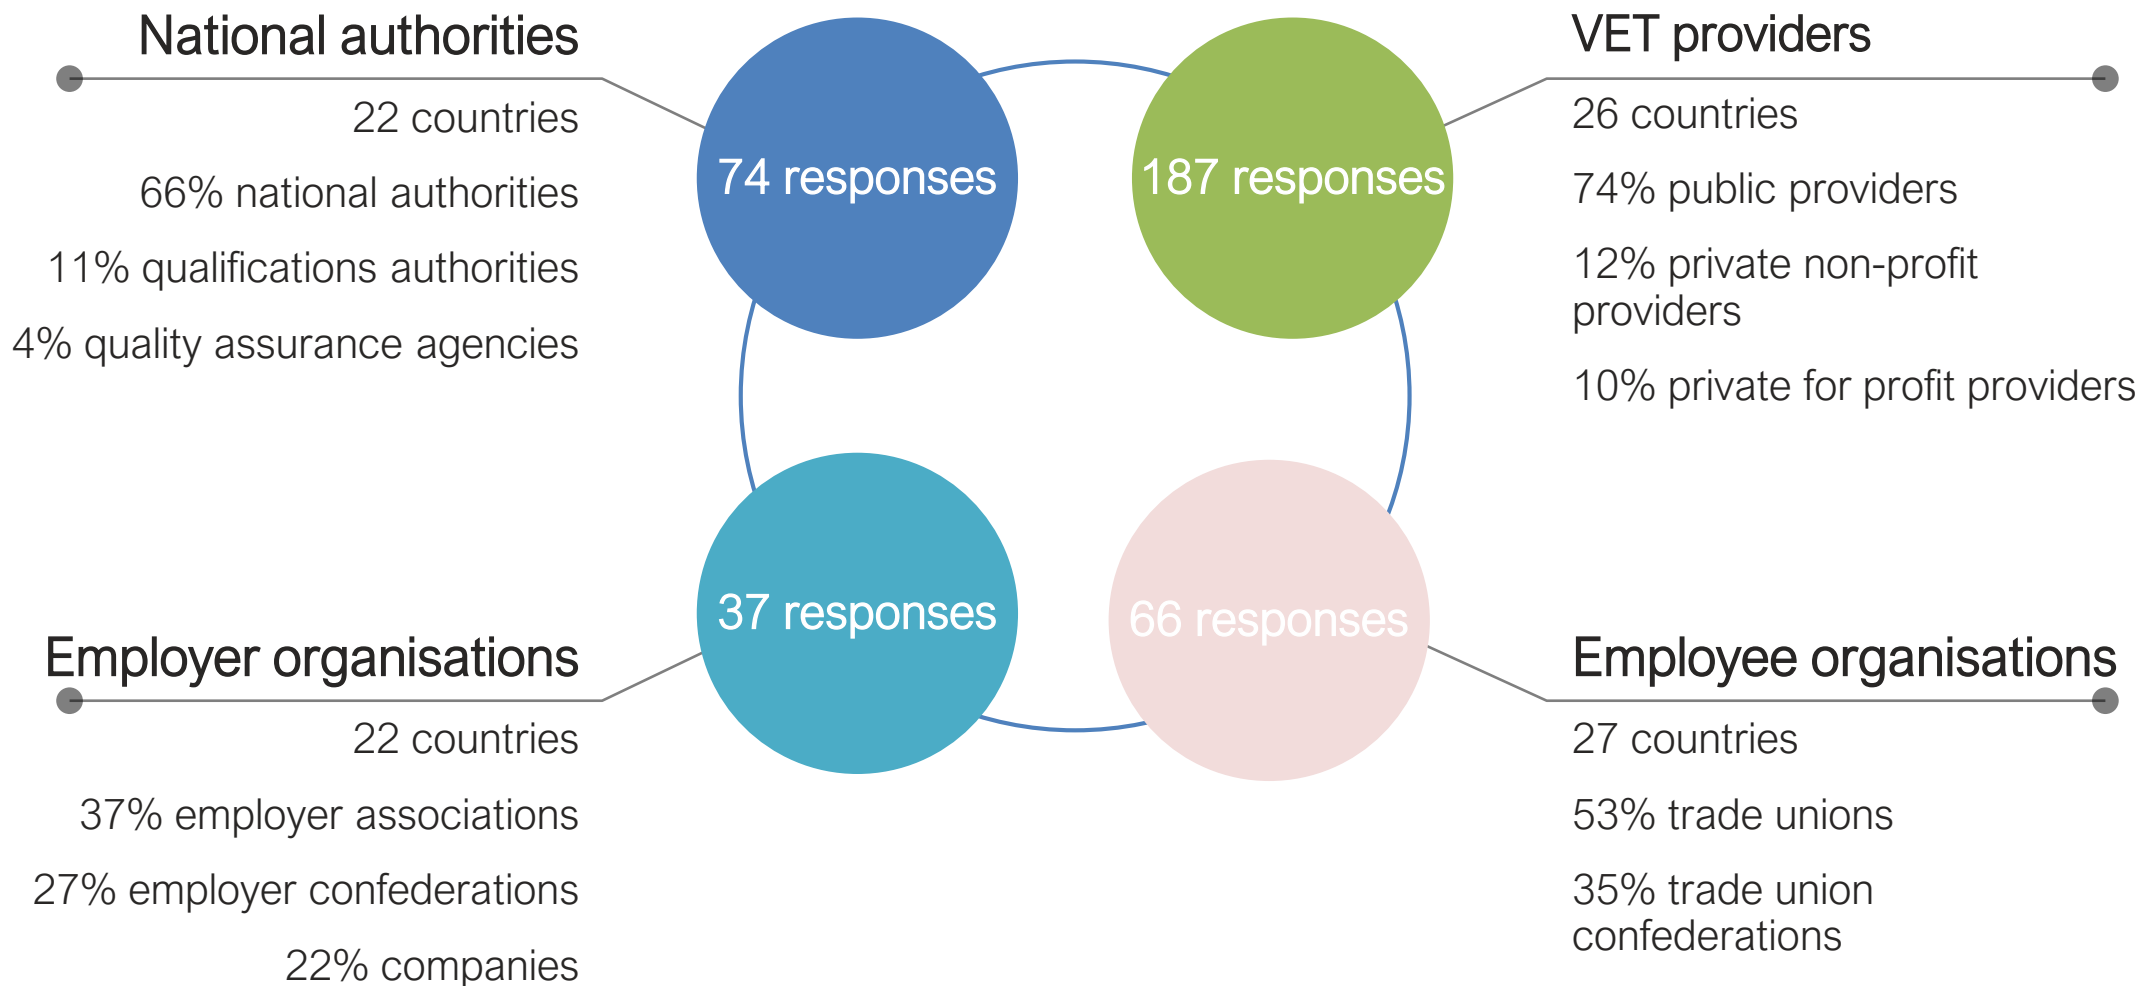 National authorities
22 countries
66% national authorities
11% qualifications authorities
4% quality assurance agencies
74 responses
187 responses
VET providers
26 countries
74% public providers
12% private non-profit
providers
10% private for profit providers
Employer organisations
22 countries
37% employer associations
27% employer confederations
22% companies
37 responses
66 responses
Employee organisations
27 countries
53% trade unions
35% trade union
confederations